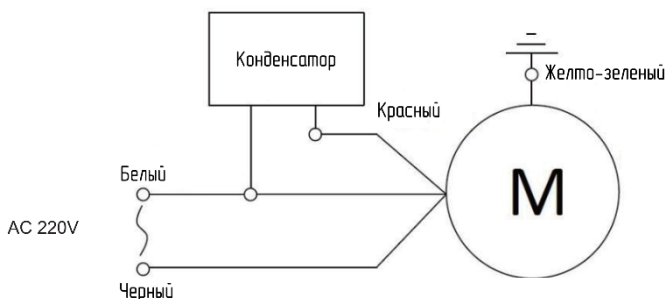 Конденсатор
Желто-зеленый
Красный
М
Белый
AC 220V
Черный